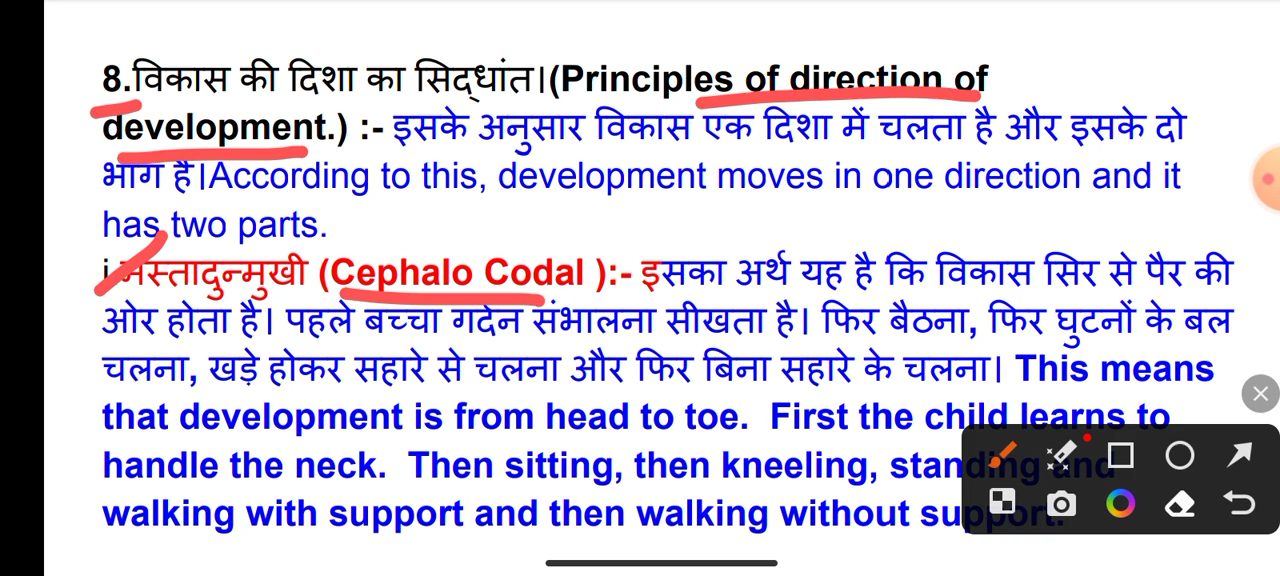 8.विकास की दिशा का सिद्धांत।(Principles of direction of
development.) :- इसके अनुसार विकास एक दिशा में चलता है और इसके दो
भाग है।According to this, development moves in one direction and it
has two parts.
i मस्तादुन्मुखी (Cephalo Codal ):- इसका अर्थ यह है कि विकास सिर से पैर की
ओर होता है। पहले बच्चा गर्दन संभालना सीखता है। फिर बैठना, फिर घुटनों के बल
चलना, खड़े होकर सहारे से चलना और फिर बिना सहारे के चलना। This means
that development is from head to toe. First the child learns to
handle the neck. Then sitting, then kneeling, standing and
walking with support and then walking without support.